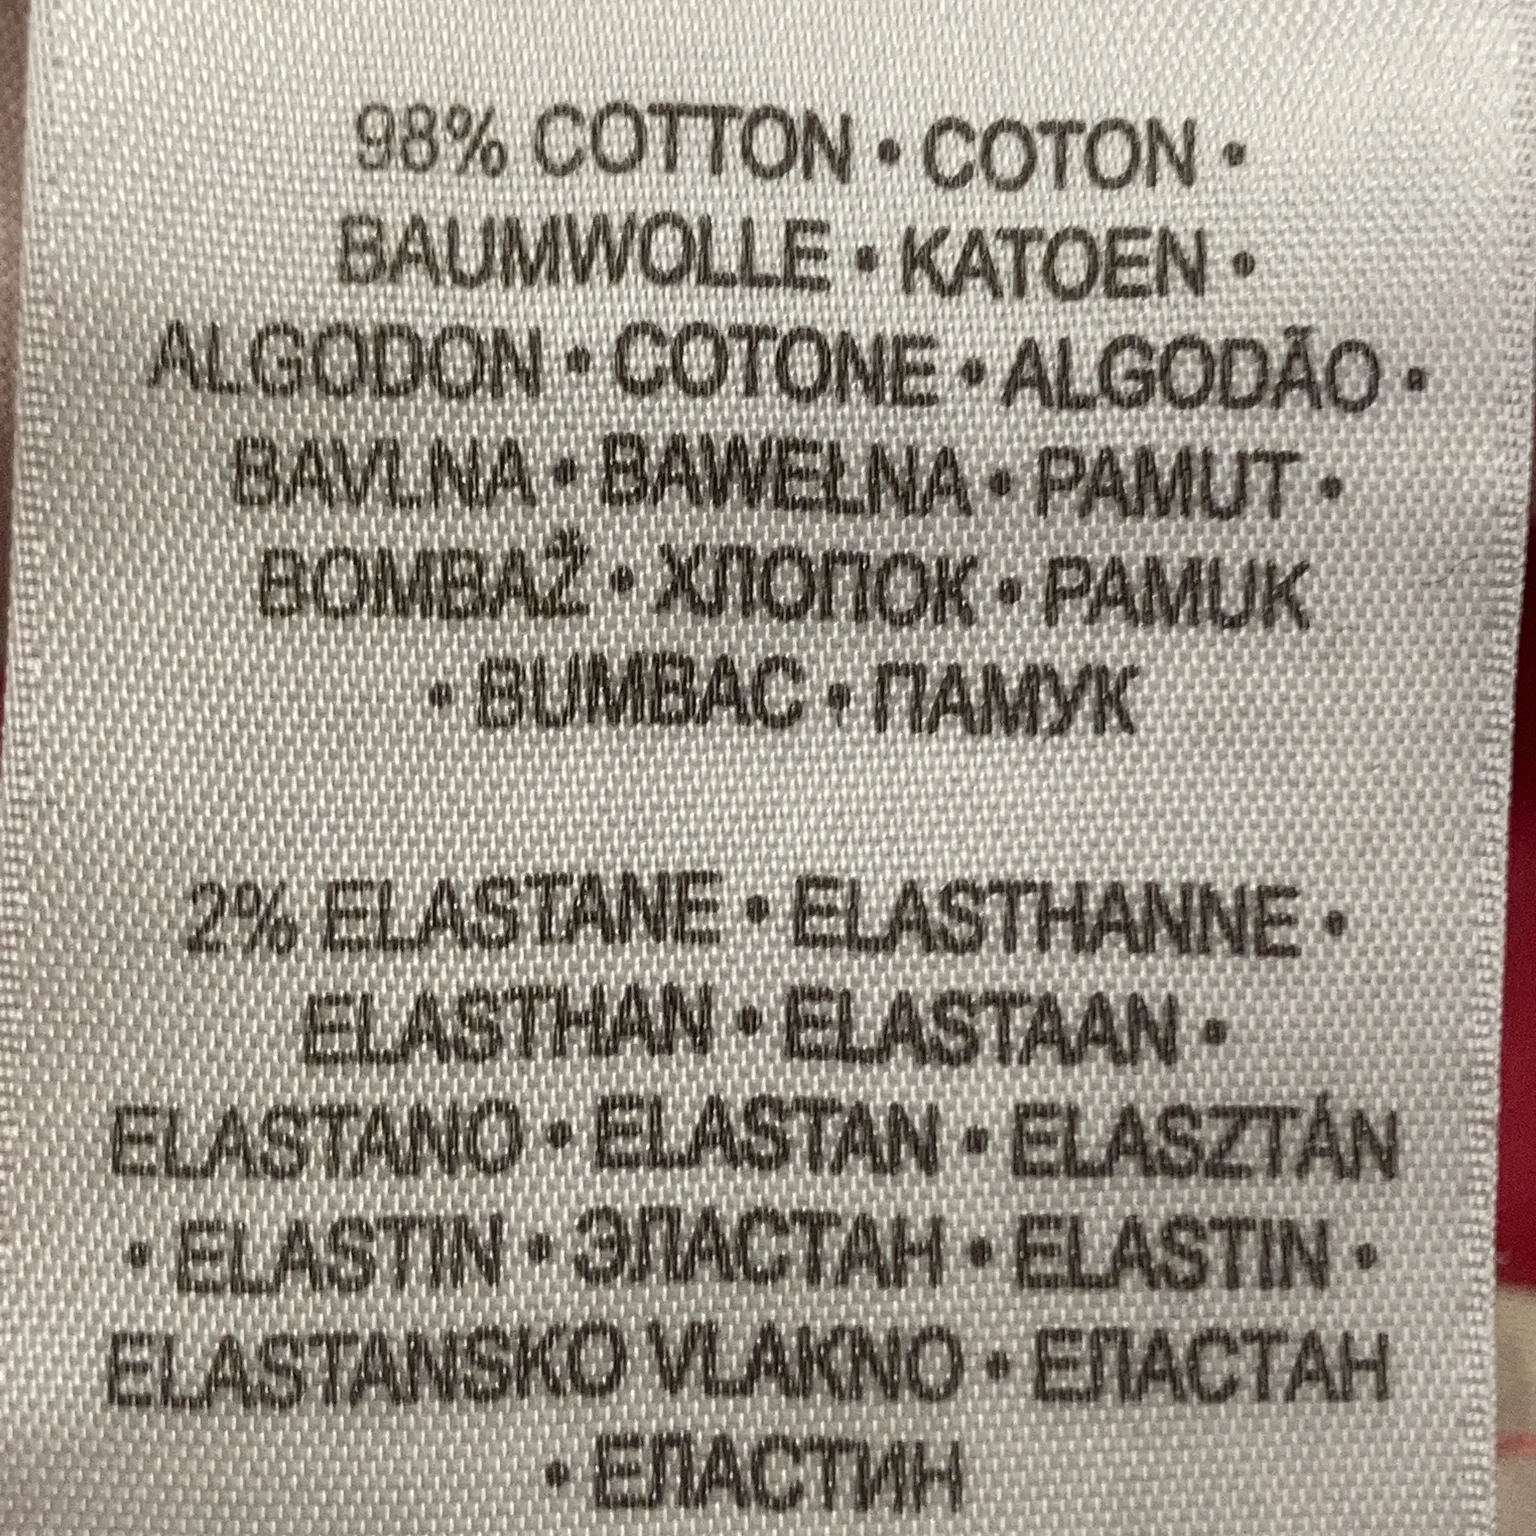 98% COTTON • COTON •
BAUMWOLLE • KATOEN •
ALGODON • COTONE • ALGODÃO •
BAVLNA • BAWEŁNA • PAMUT •
BOMBAŽ • ХЛОПОК • PAMUK
• BUMBAC • ПАМУК
2% ELASTANE • ELASTHANNE •
ELASTHAN • ELASTAAN •
ELASTANO • ELASTAN • ELASZTÁN
• ELASTIN • ЭЛАСТАН • ELASTIN •
ELASTANSKO VLAKNO • ЕЛАСТАН
• ЕЛАСТИН